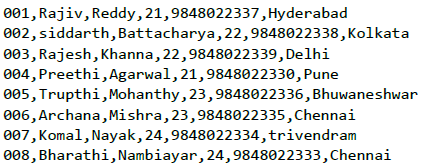 001,Rajiv,Reddy,21,9848022337,Hyderabad
002,siddarth,Battacharya,22,9848022338,Kolkata
003,Rajesh,Khanna,22,9848022339,Delhi
004,Preethi,Agarwal,21,9848022330,Pune
005,Trupthi,Mohanthy,23,9848022336,Bhuwaneshwar
006,Archana,Mishra,23,9848022335,Chennai
007,Komal,Nayak,24,9848022334,trivendram
008,Bharathi,Nambiayar,24,9848022333,Chennai